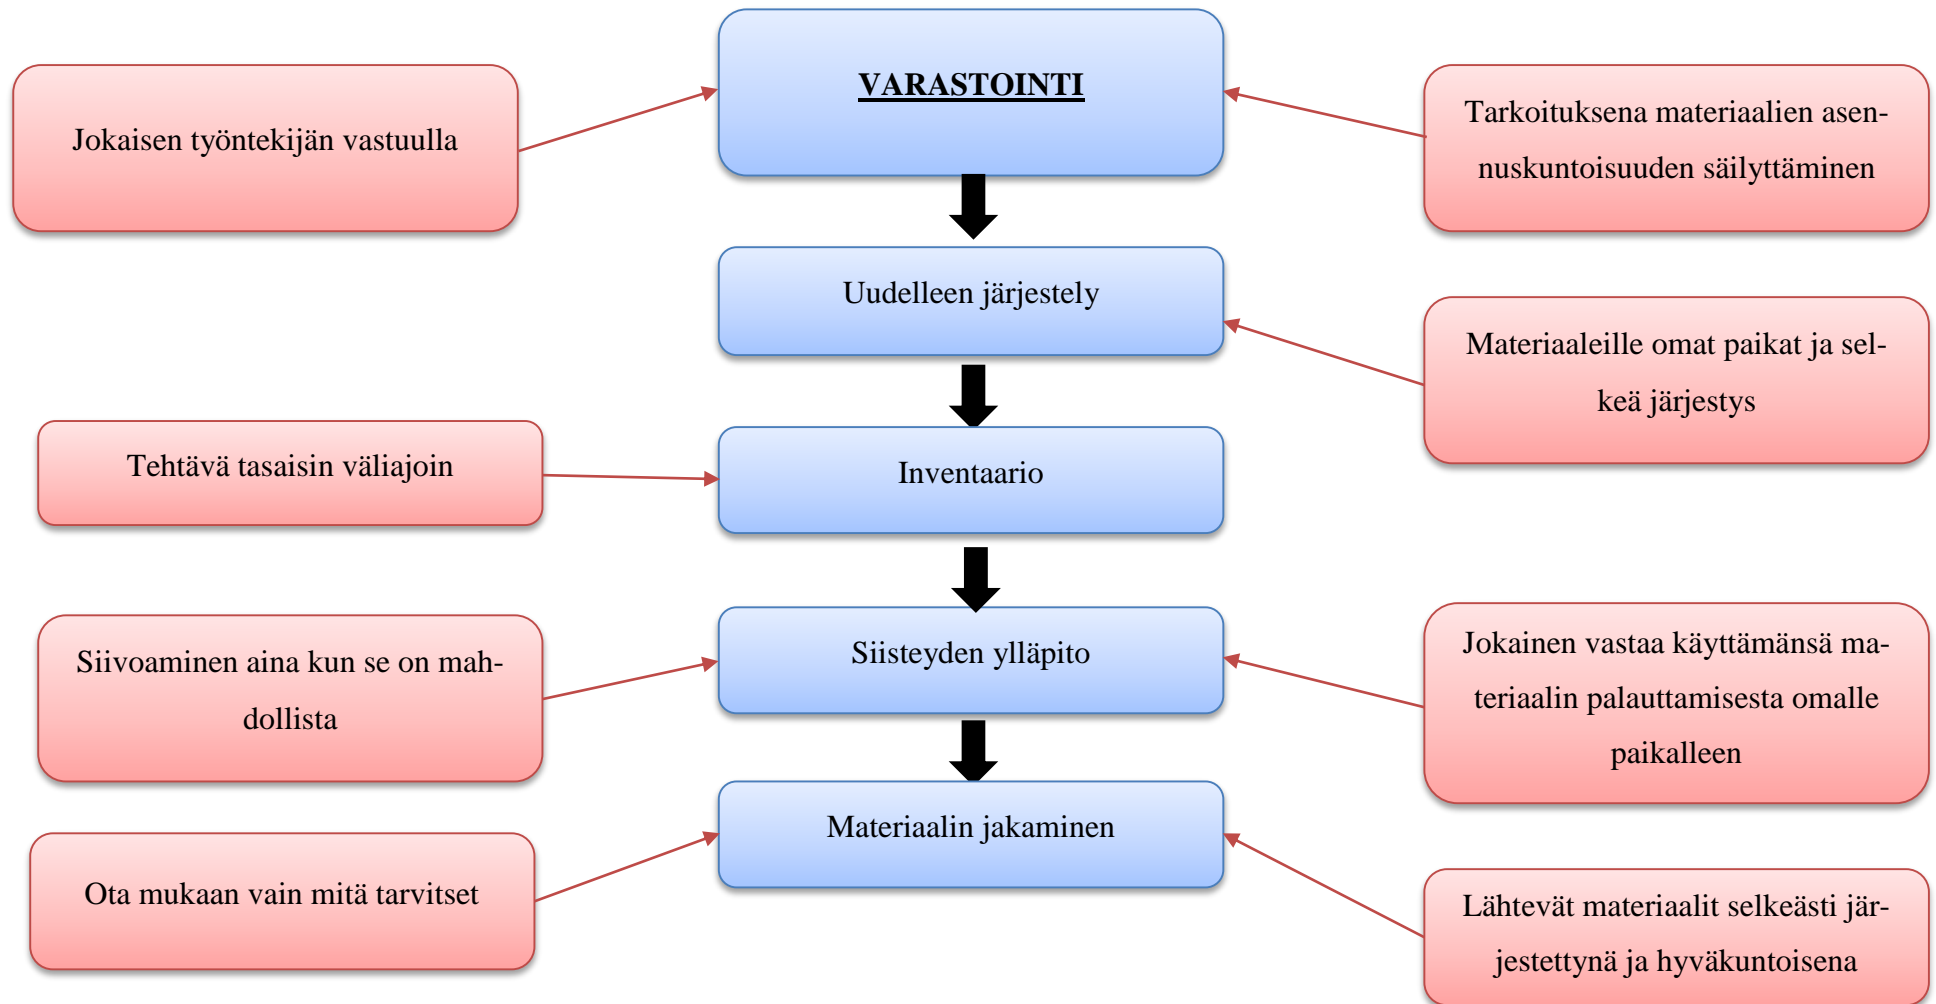 VARASTOINTI
Jokaisen työntekijän vastuulla
Tarkoituksena materiaalien asen-
nuskuntoisuuden säilyttäminen
Uudelleen järjestely
Materiaaleille omat paikat ja sel-
keä järjestys
Tehtävä tasaisin väliajoin
Inventaario
Siivoaminen aina kun se on mah-
dollista
Siisteyden ylläpito
Jokainen vastaa käyttämänsä ma-
teriaalin palauttamisesta omalle
paikalleen
Materiaalin jakaminen
Ota mukaan vain mitä tarvitset
Lähtevät materiaalit selkeästi jär-
jestettynä ja hyväkuntoisena